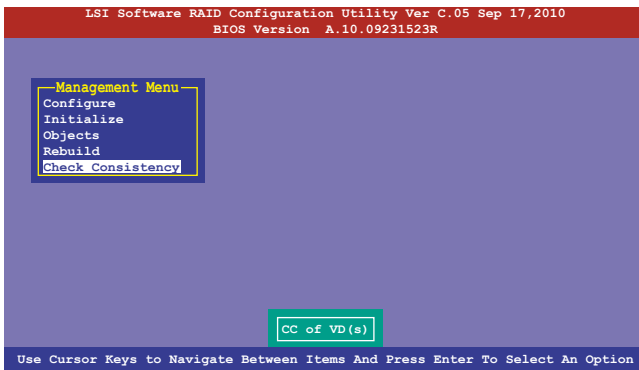 LSI Software RAID Configuration Utility Ver C.05 Sep 17,2010
BIOS Version A.10.09231523R
Management Menu
Configure
Initialize
Objects
Rebuild
Check Consistency
CC of VD(s)
Use Cursor Keys to Navigate Between Items And Press Enter To Select An Option